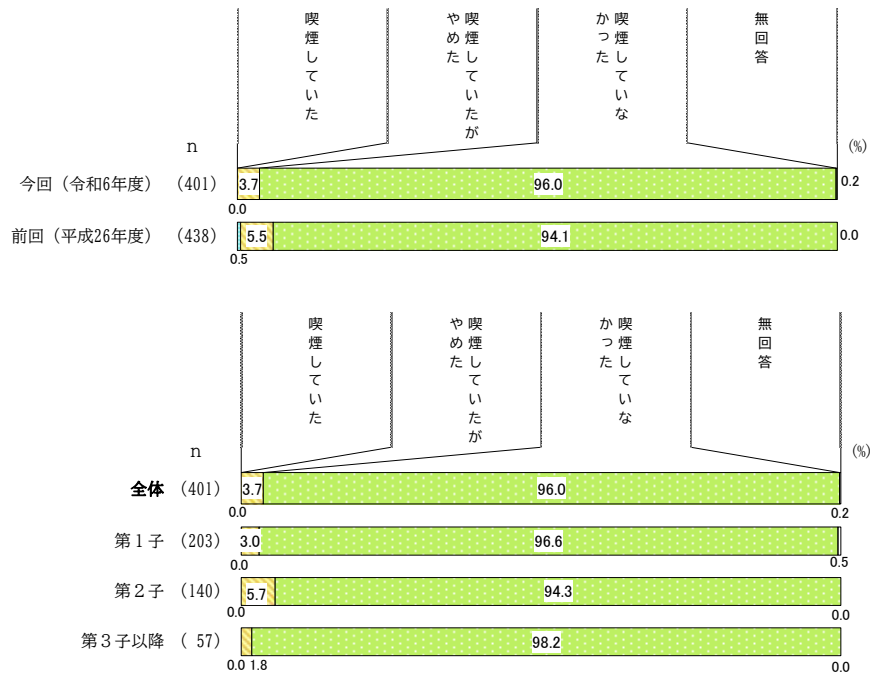 喫煙していた
喫煙していたが
やめた
喫煙していな
かった
無回答
n
(%)
今回（令和6年度） (401) 3.7 96.0 0.2
0.0
前回（平成26年度） (438) 5.5 94.1 0.0
0.5
喫煙していた
喫煙していたが
やめた
喫煙していな
かった
無回答
n
(%)
全体 (401) 3.7 96.0
0.0 0.2
第１子 (203) 3.0 96.6
0.0 0.5
第２子 (140) 5.7 94.3
0.0 0.0
第３子以降 ( 57) 98.2
0.0 1.8 0.0